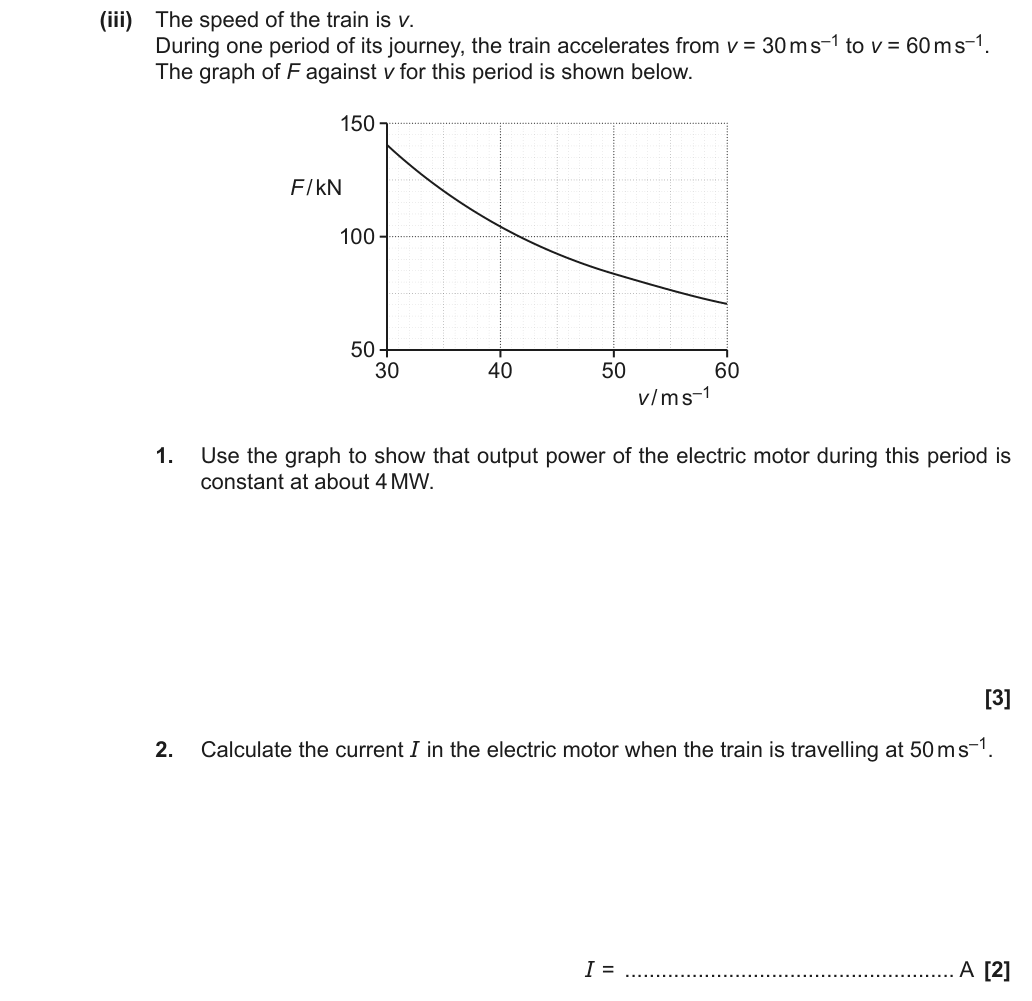 (iii) The speed of the train is v.
During one period of its journey, the train accelerates from v = 30 m s⁻¹ to v = 60 m s⁻¹.
The graph of F against v for this period is shown below.
150
F / kN
100
50
30 40 50 60
v / m s⁻¹
1. Use the graph to show that output power of the electric motor during this period is
constant at about 4 MW.
[3]
2. Calculate the current I in the electric motor when the train is travelling at 50 m s⁻¹.
I = ...................................................... A [2]